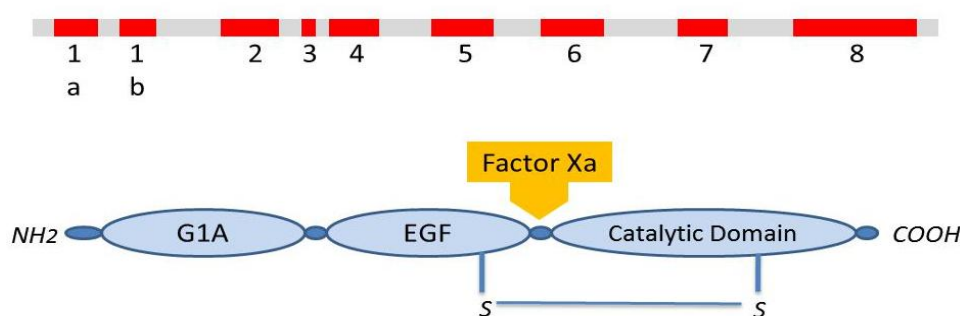 1 1 2 3 4 5 6 7 8
a b
Factor Xa
NH2 G1A EGF Catalytic Domain COOH
S S